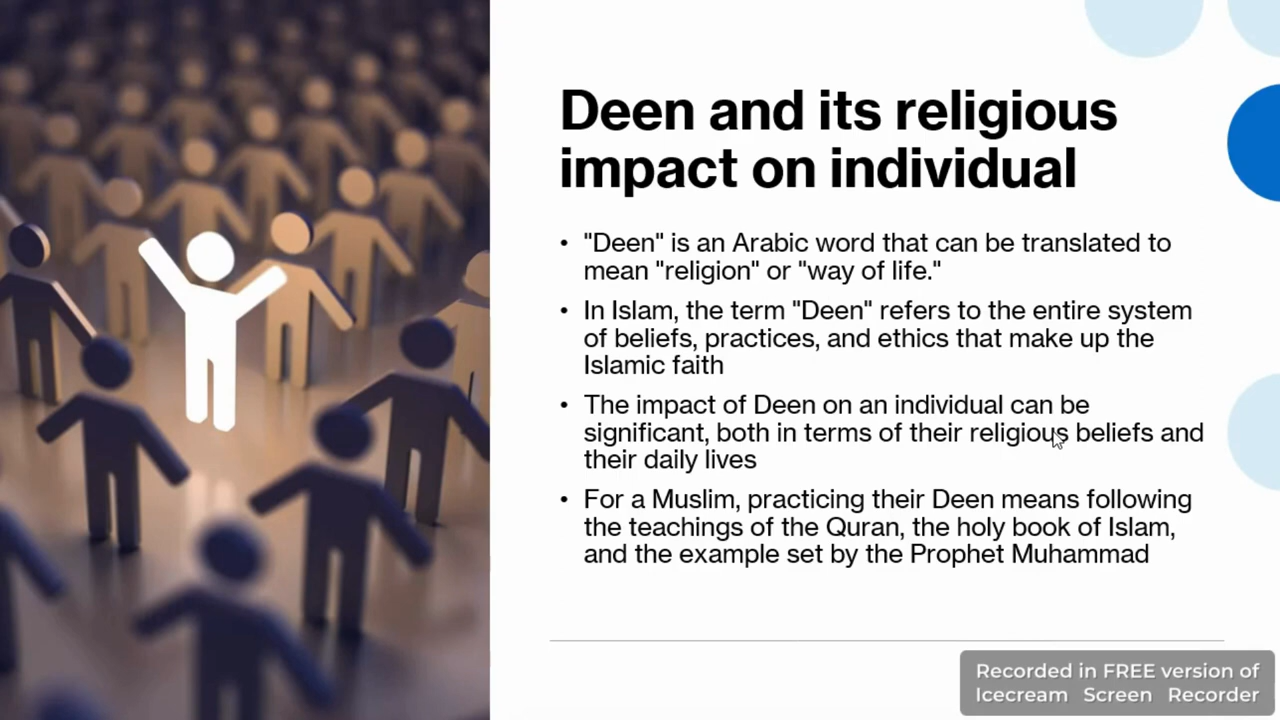 Deen and its religious
impact on individual
• "Deen" is an Arabic word that can be translated to
mean "religion" or "way of life."
• In Islam, the term "Deen" refers to the entire system
of beliefs, practices, and ethics that make up the
Islamic faith
• The impact of Deen on an individual can be
significant, both in terms of their religious beliefs and
their daily lives
• For a Muslim, practicing their Deen means following
the teachings of the Quran, the holy book of Islam,
and the example set by the Prophet Muhammad
Recorded in FREE version of
Icecream Screen Recorder